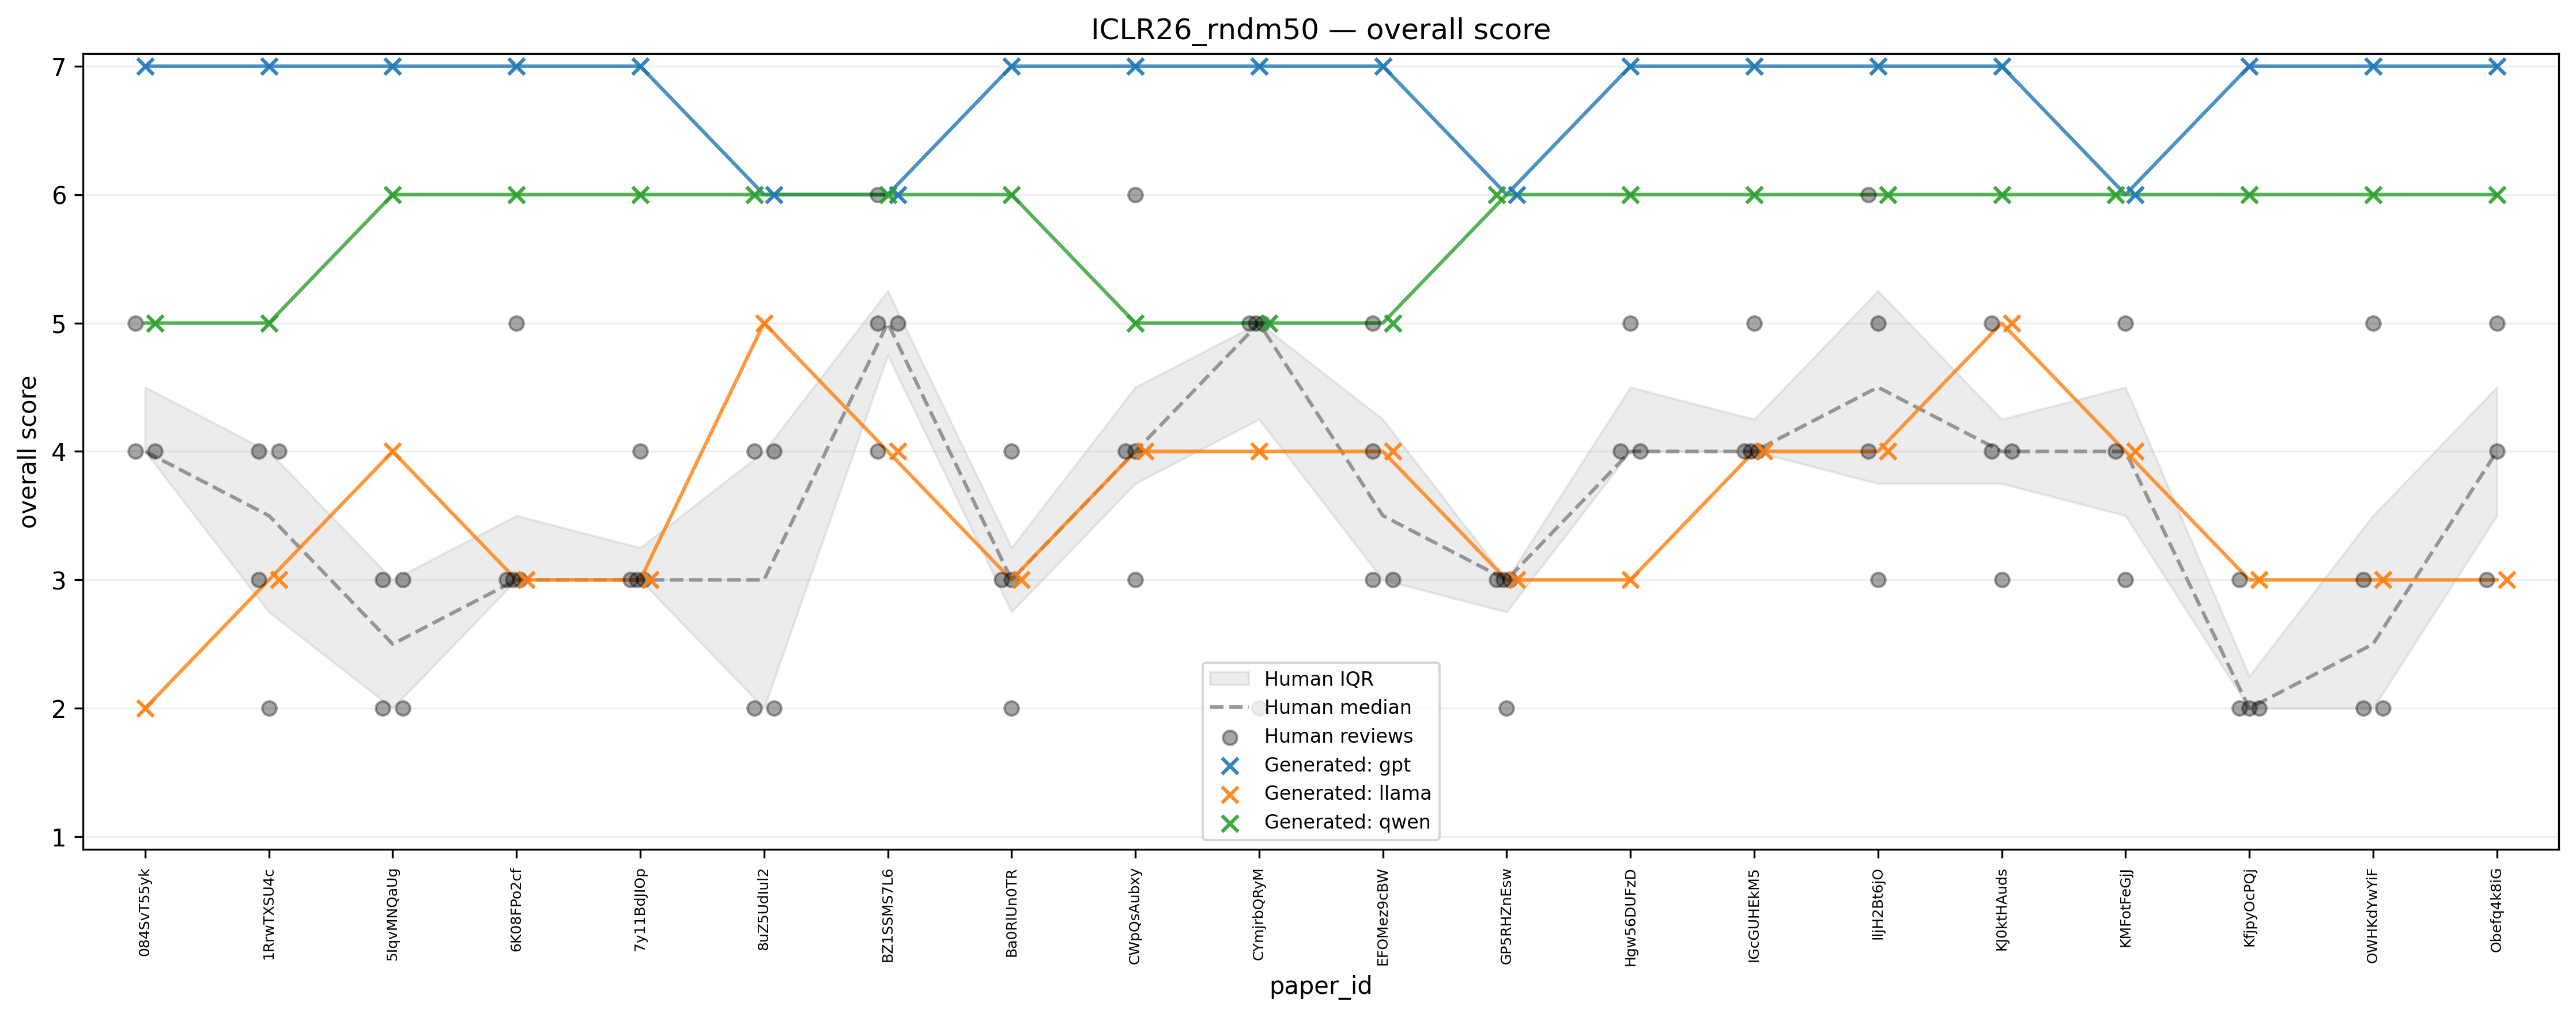 ICLR26_rndm50 — overall score
overall score
7
6
5
4
3
2
1
Human IQR
Human median
Human reviews
Generated: gpt
Generated: llama
Generated: qwen
084SvT55yk
1RrwTXSU4c
5lqvMNQaUg
6K08FPo2cf
7y11BdJlOp
8uZ5Udlul2
BZ1SSMS7L6
Ba0RlUn0TR
CWpQsAubxy
CYmjrbQRyM
EFOMez9cBW
GP5RHZnEsw
Hgw56DUFzD
IGcGUHEkM5
IljH2Bt6jO
KJ0ktHAuds
KMFotFeGjJ
KfjpyOcPQj
OWHKdYwYiF
Obefq4k8iG
paper_id